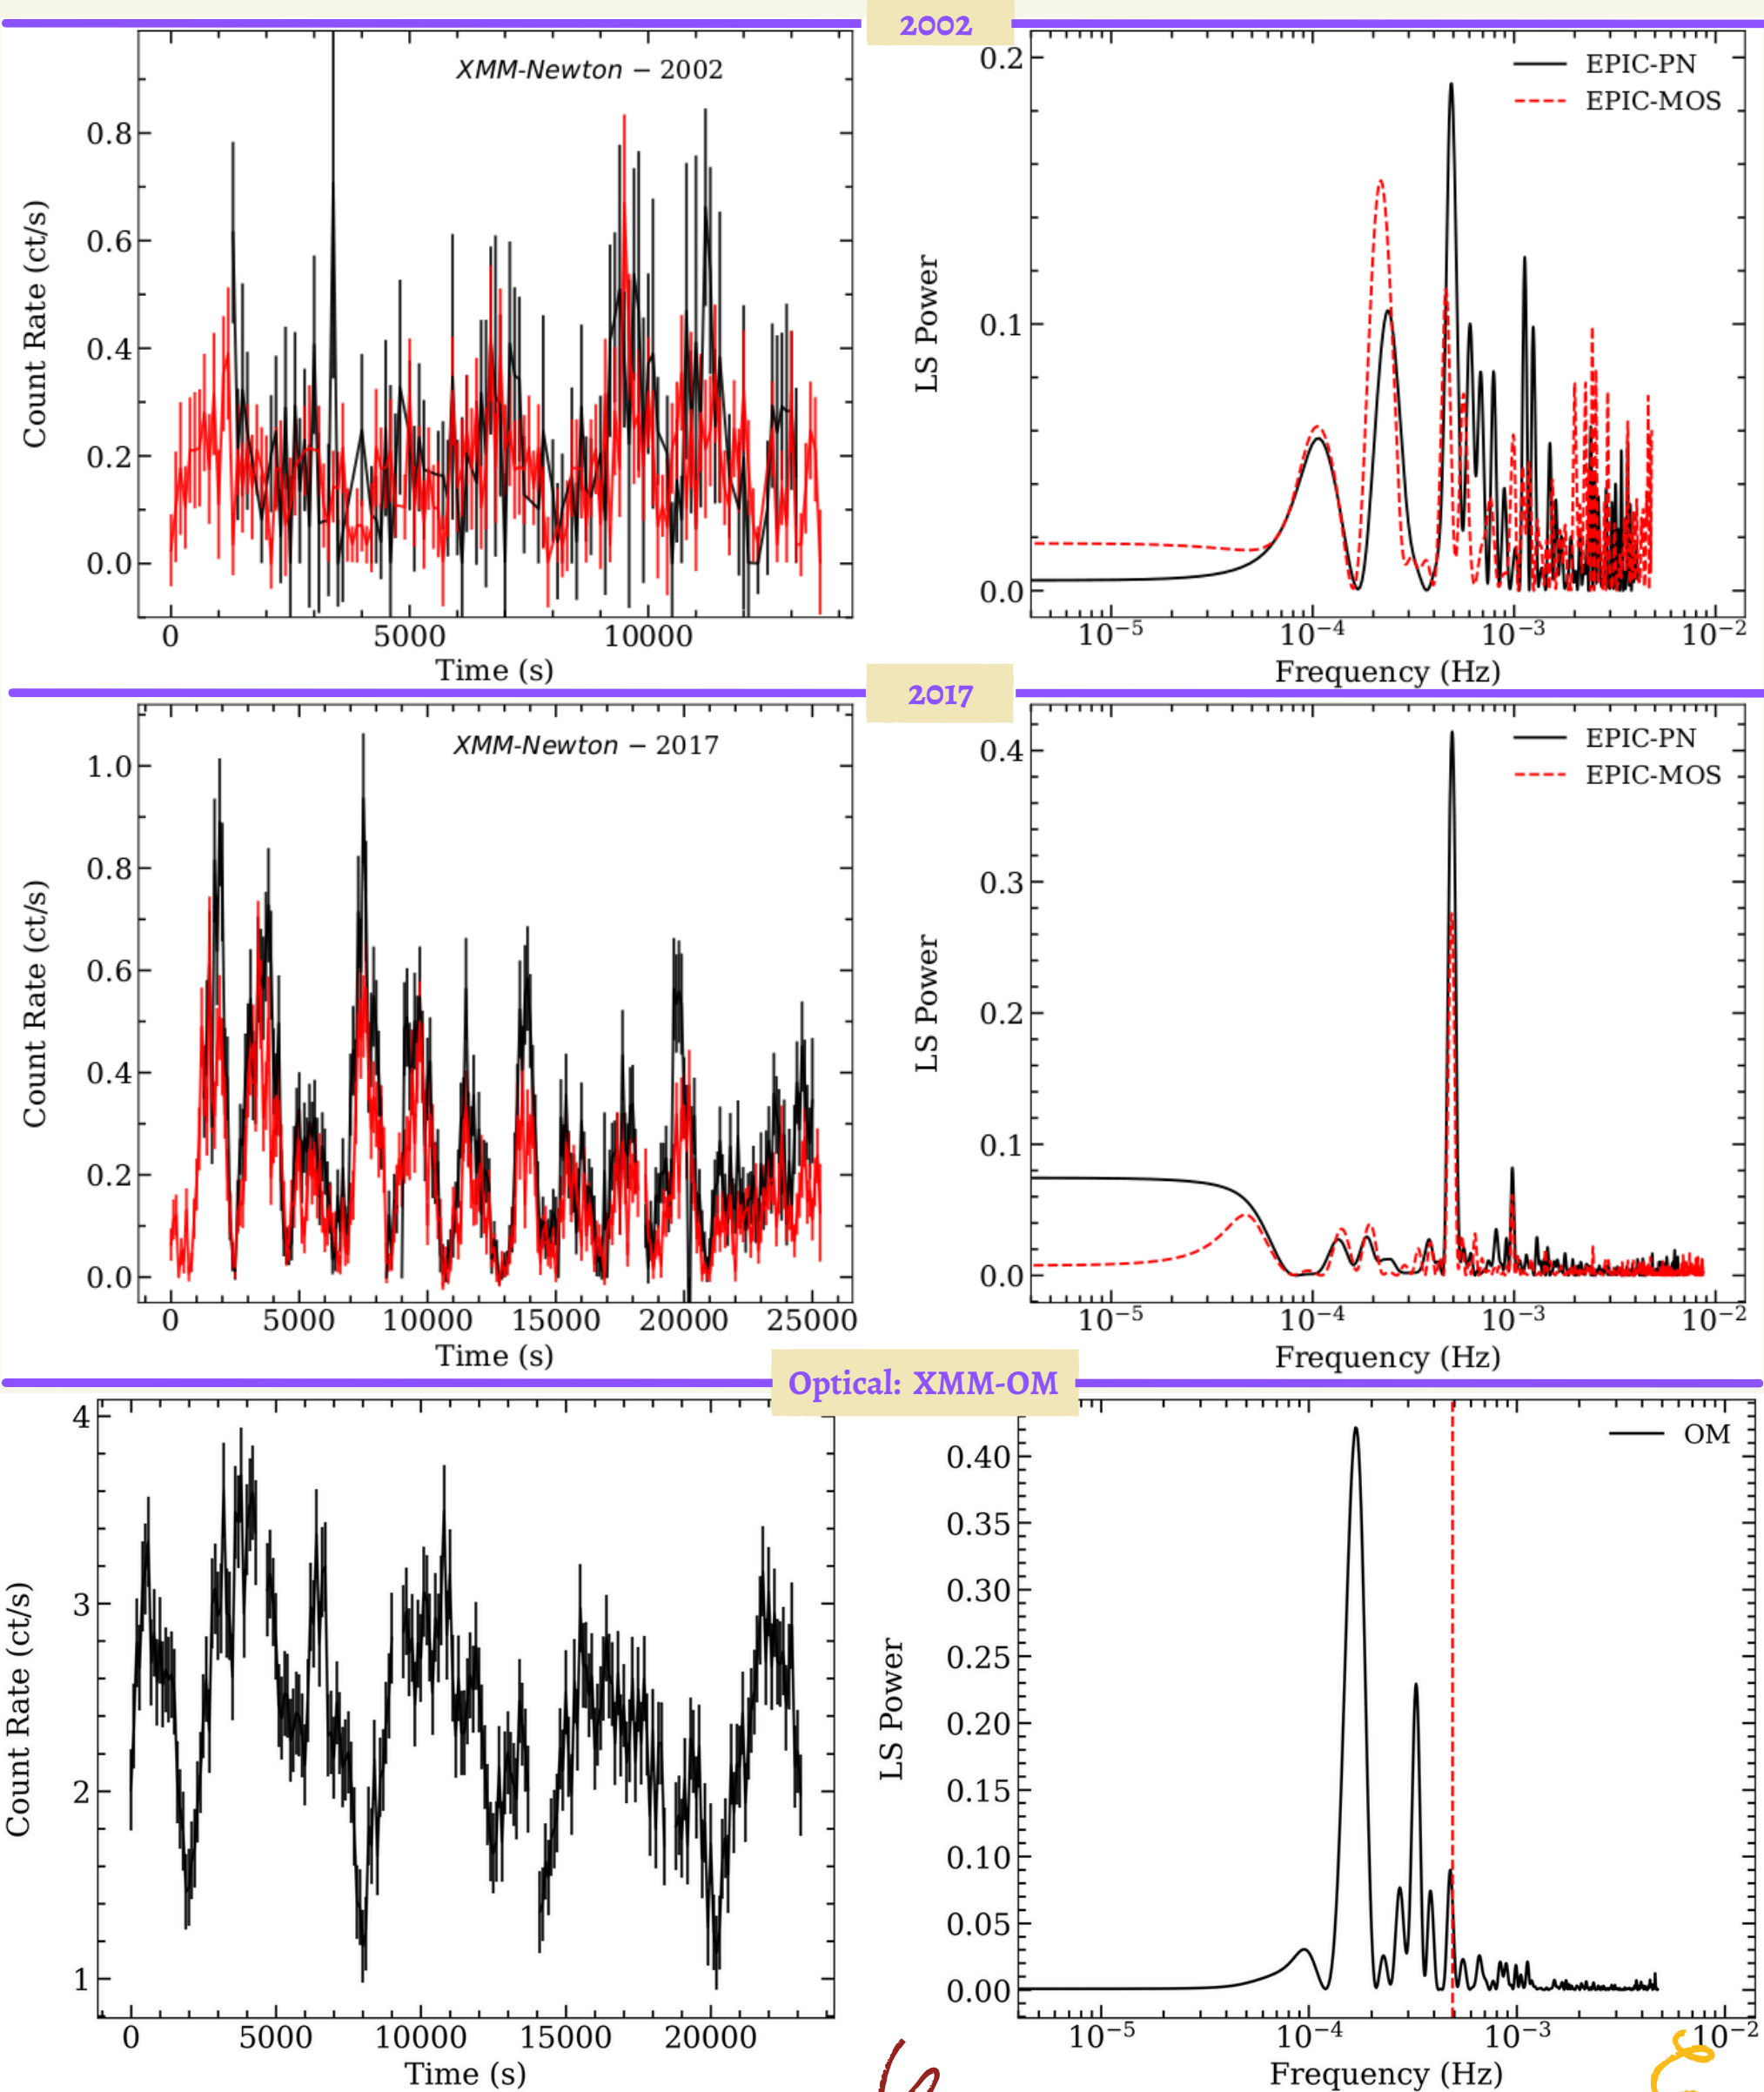 2002
XMM-Newton − 2002
EPIC-PN
EPIC-MOS
Count Rate (ct/s)
0.8
0.6
0.4
0.2
0.0
0 5000 10000
Time (s)
LS Power
0.2
0.1
0.0
10⁻⁵ 10⁻⁴ 10⁻³ 10⁻²
Frequency (Hz)
2017
XMM-Newton − 2017
EPIC-PN
EPIC-MOS
Count Rate (ct/s)
1.0
0.8
0.6
0.4
0.2
0.0
0 5000 10000 15000 20000 25000
Time (s)
LS Power
0.4
0.3
0.2
0.1
0.0
10⁻⁵ 10⁻⁴ 10⁻³ 10⁻²
Frequency (Hz)
Optical: XMM-OM
Count Rate (ct/s)
4
3
2
1
0 5000 10000 15000 20000
Time (s)
OM
LS Power
0.40
0.35
0.30
0.25
0.20
0.15
0.10
0.05
0.00
10⁻⁵ 10⁻⁴ 10⁻³ 10⁻²
Frequency (Hz)